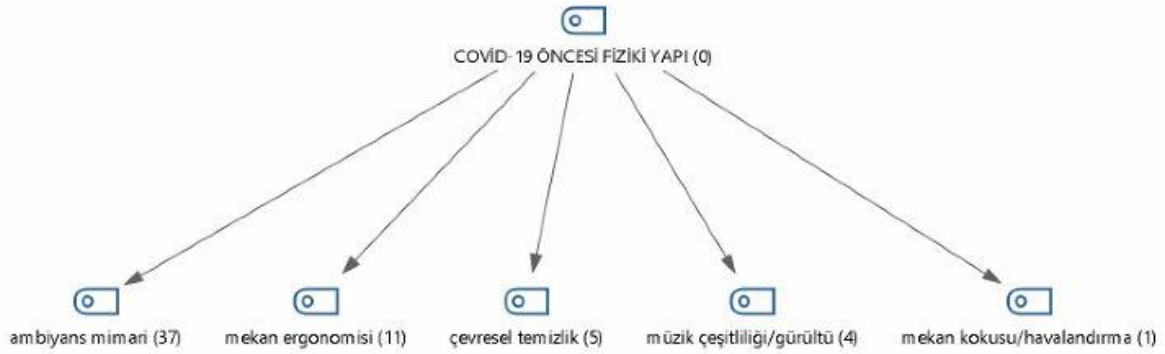 COVİD- 19 ÖNCESİ FİZİKİ YAPI (0)
ambiyans mimari (37)
mekan ergonomisi (11)
çevresel temizlik (5)
müzik çeşitliliği/gürültü (4)
mekan kokusu/havalandırma (1)